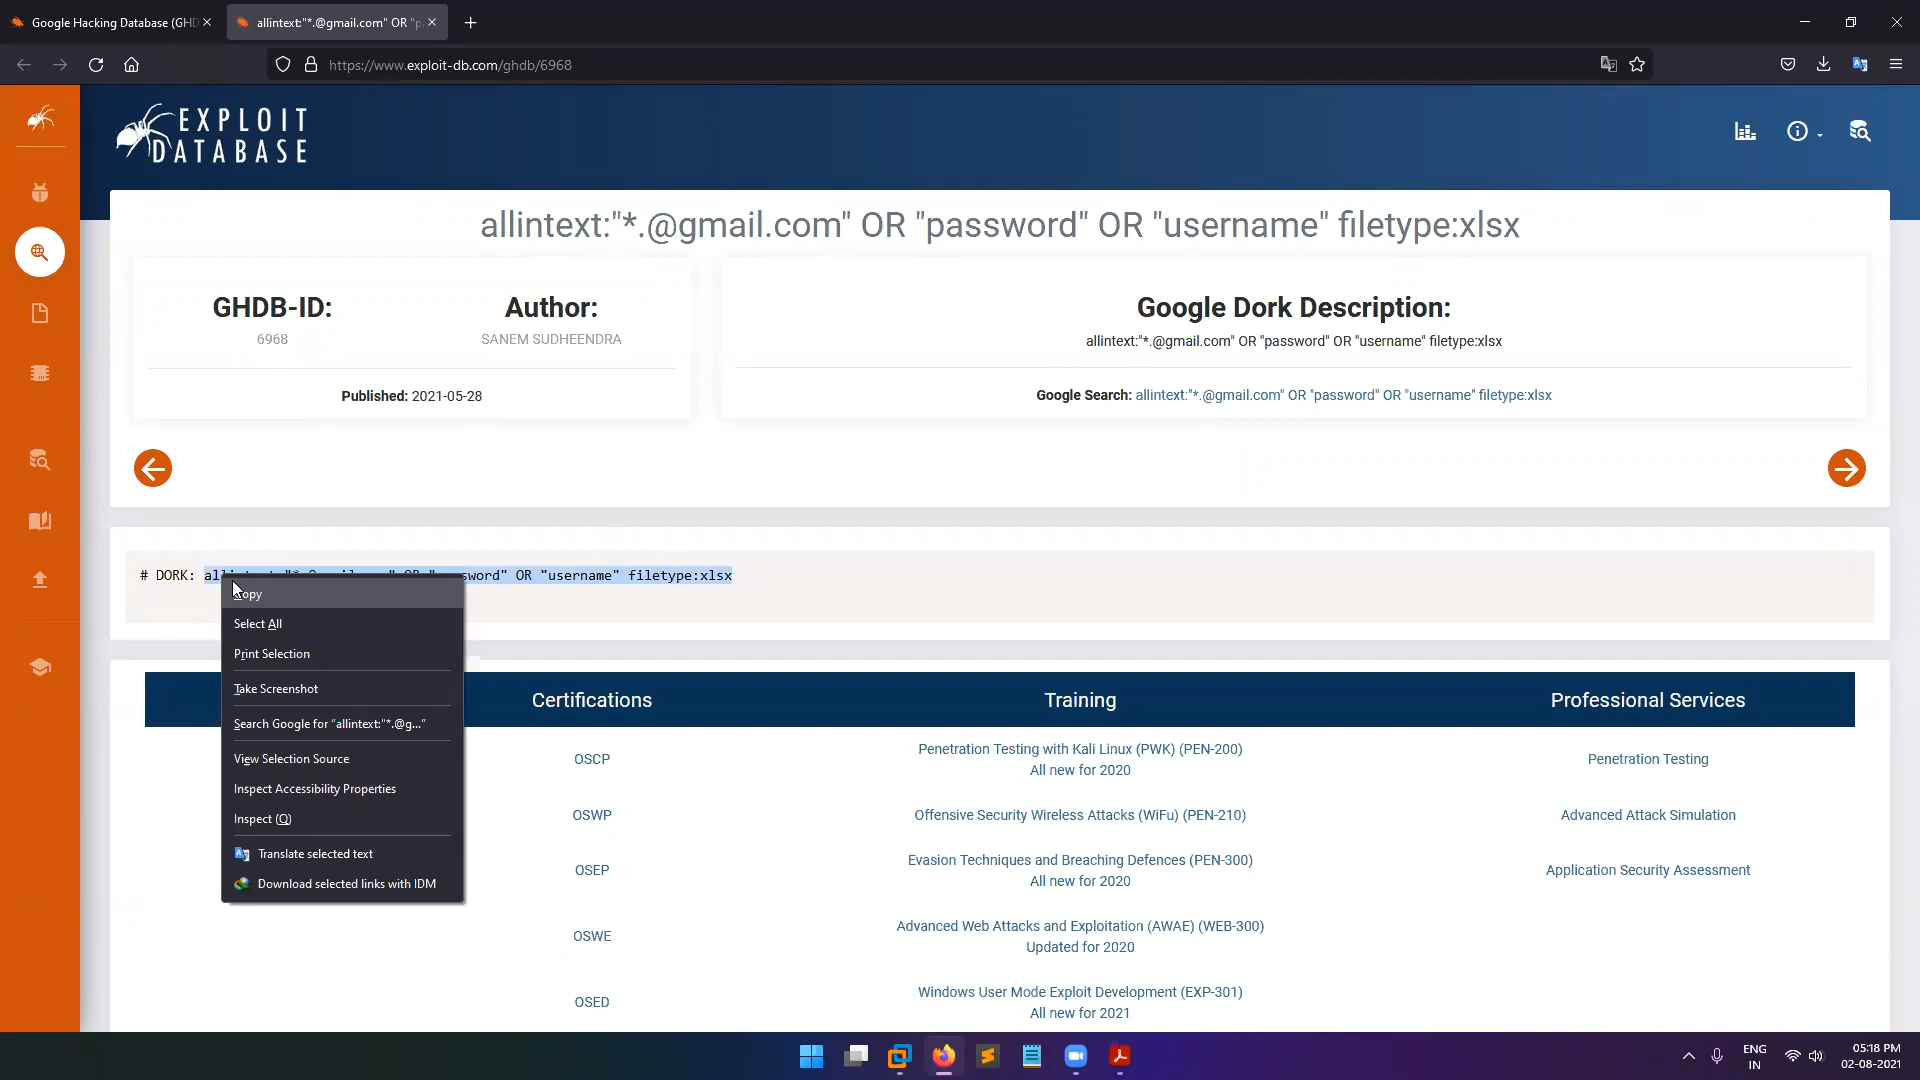 Google Hacking Database (GHD
allintext:"*.@gmail.com" OR "p
https://www.exploit-db.com/ghdb/6968
EXPLOIT
DATABASE
allintext:"*.@gmail.com" OR "password" OR "username" filetype:xlsx
GHDB-ID:
6968
Author:
SANEM SUDHEENDRA
Published: 2021-05-28
Google Dork Description:
allintext:"*.@gmail.com" OR "password" OR "username" filetype:xlsx
Google Search: allintext:"*.@gmail.com" OR "password" OR "username" filetype:xlsx
# DORK: OR "username" filetype:xlsx
Copy
Select All
Print Selection
Take Screenshot
Search Google for “allintext:"*.@g...”
View Selection Source
Inspect Accessibility Properties
Inspect (Q)
Translate selected text
Download selected links with IDM
Certifications
Training
Professional Services
OSCP
Penetration Testing with Kali Linux (PWK) (PEN-200)
All new for 2020
Penetration Testing
OSWP
Offensive Security Wireless Attacks (WiFu) (PEN-210)
Advanced Attack Simulation
OSEP
Evasion Techniques and Breaching Defences (PEN-300)
All new for 2020
Application Security Assessment
OSWE
Advanced Web Attacks and Exploitation (AWAE) (WEB-300)
Updated for 2020
OSED
Windows User Mode Exploit Development (EXP-301)
All new for 2021
ENG
IN
05:18 PM
02-08-2021